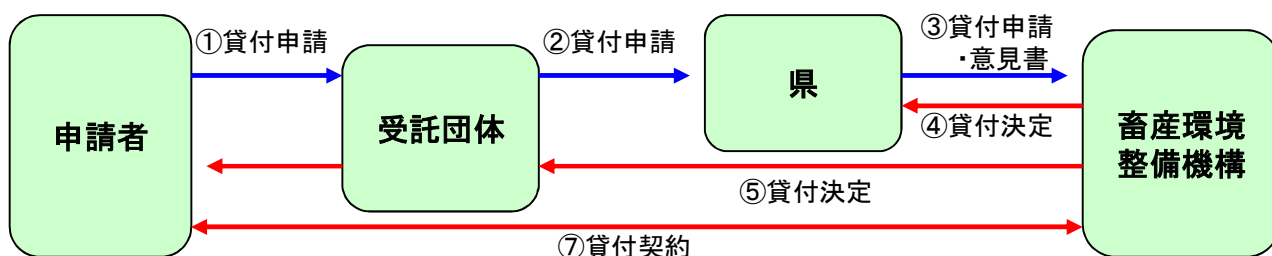 ①貸付申請
②貸付申請
③貸付申請
・意見書
申請者
受託団体
県
畜産環境
整備機構
④貸付決定
⑤貸付決定
⑦貸付契約